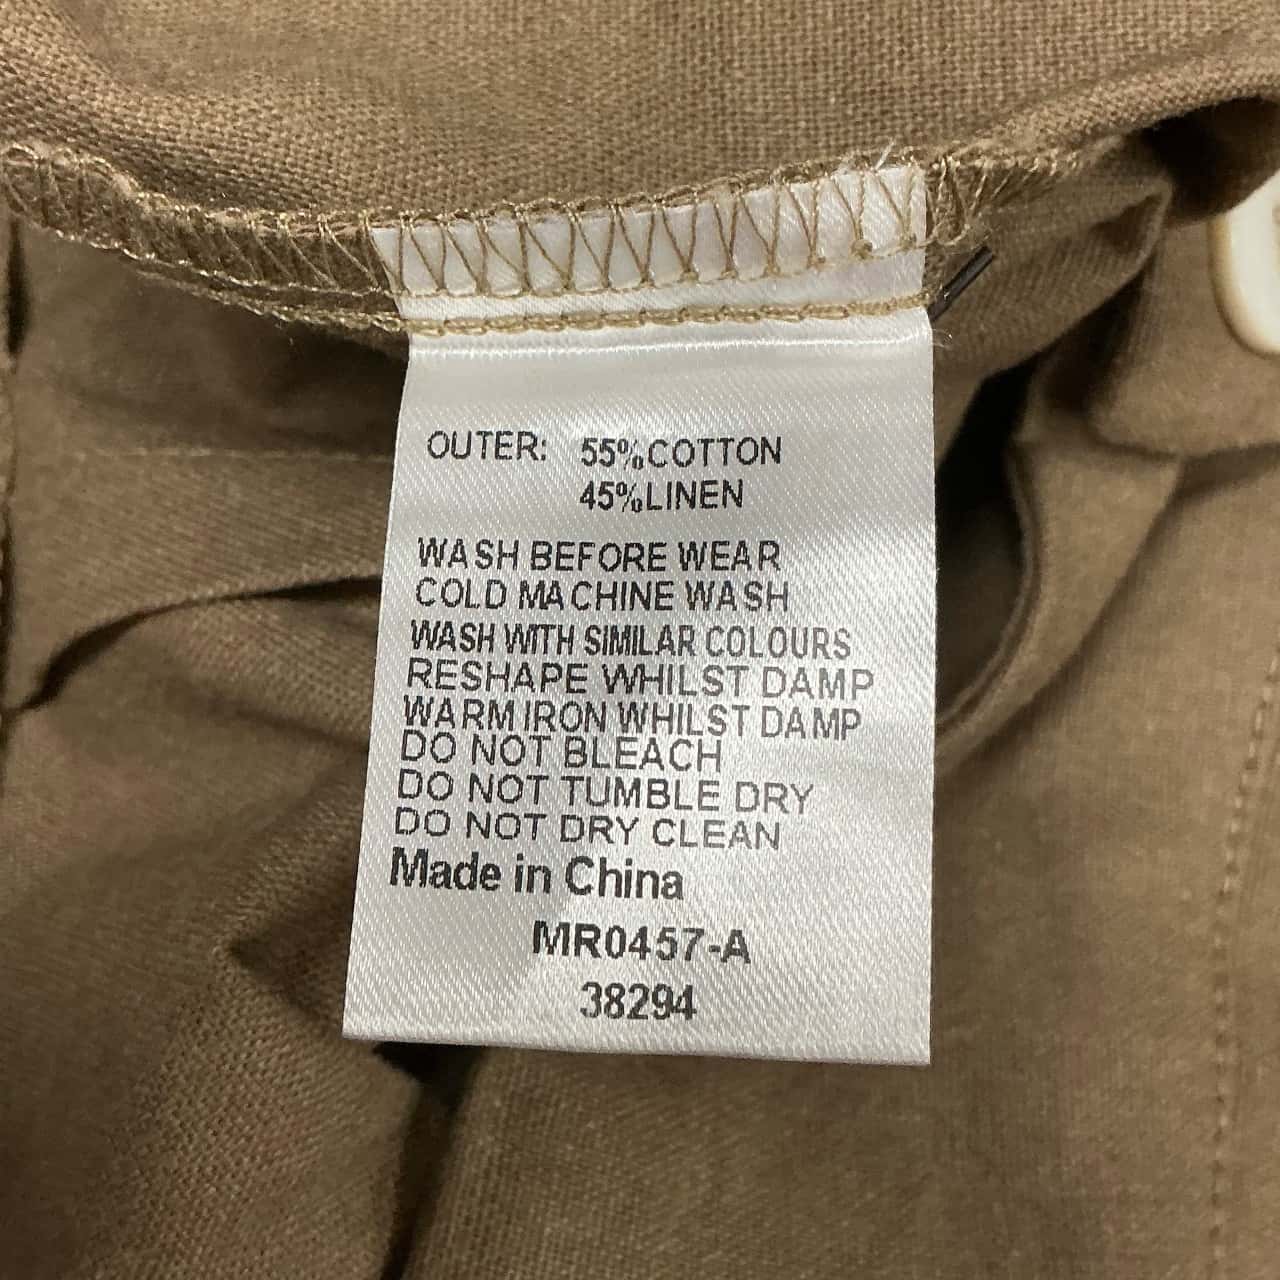 OUTER: 55%COTTON
45%LINEN
WASH BEFORE WEAR
COLD MACHINE WASH
WASH WITH SIMILAR COLOURS
RESHAPE WHILST DAMP
WARM IRON WHILST DAMP
DO NOT BLEACH
DO NOT TUMBLE DRY
DO NOT DRY CLEAN
Made in China
MR0457-A
38294